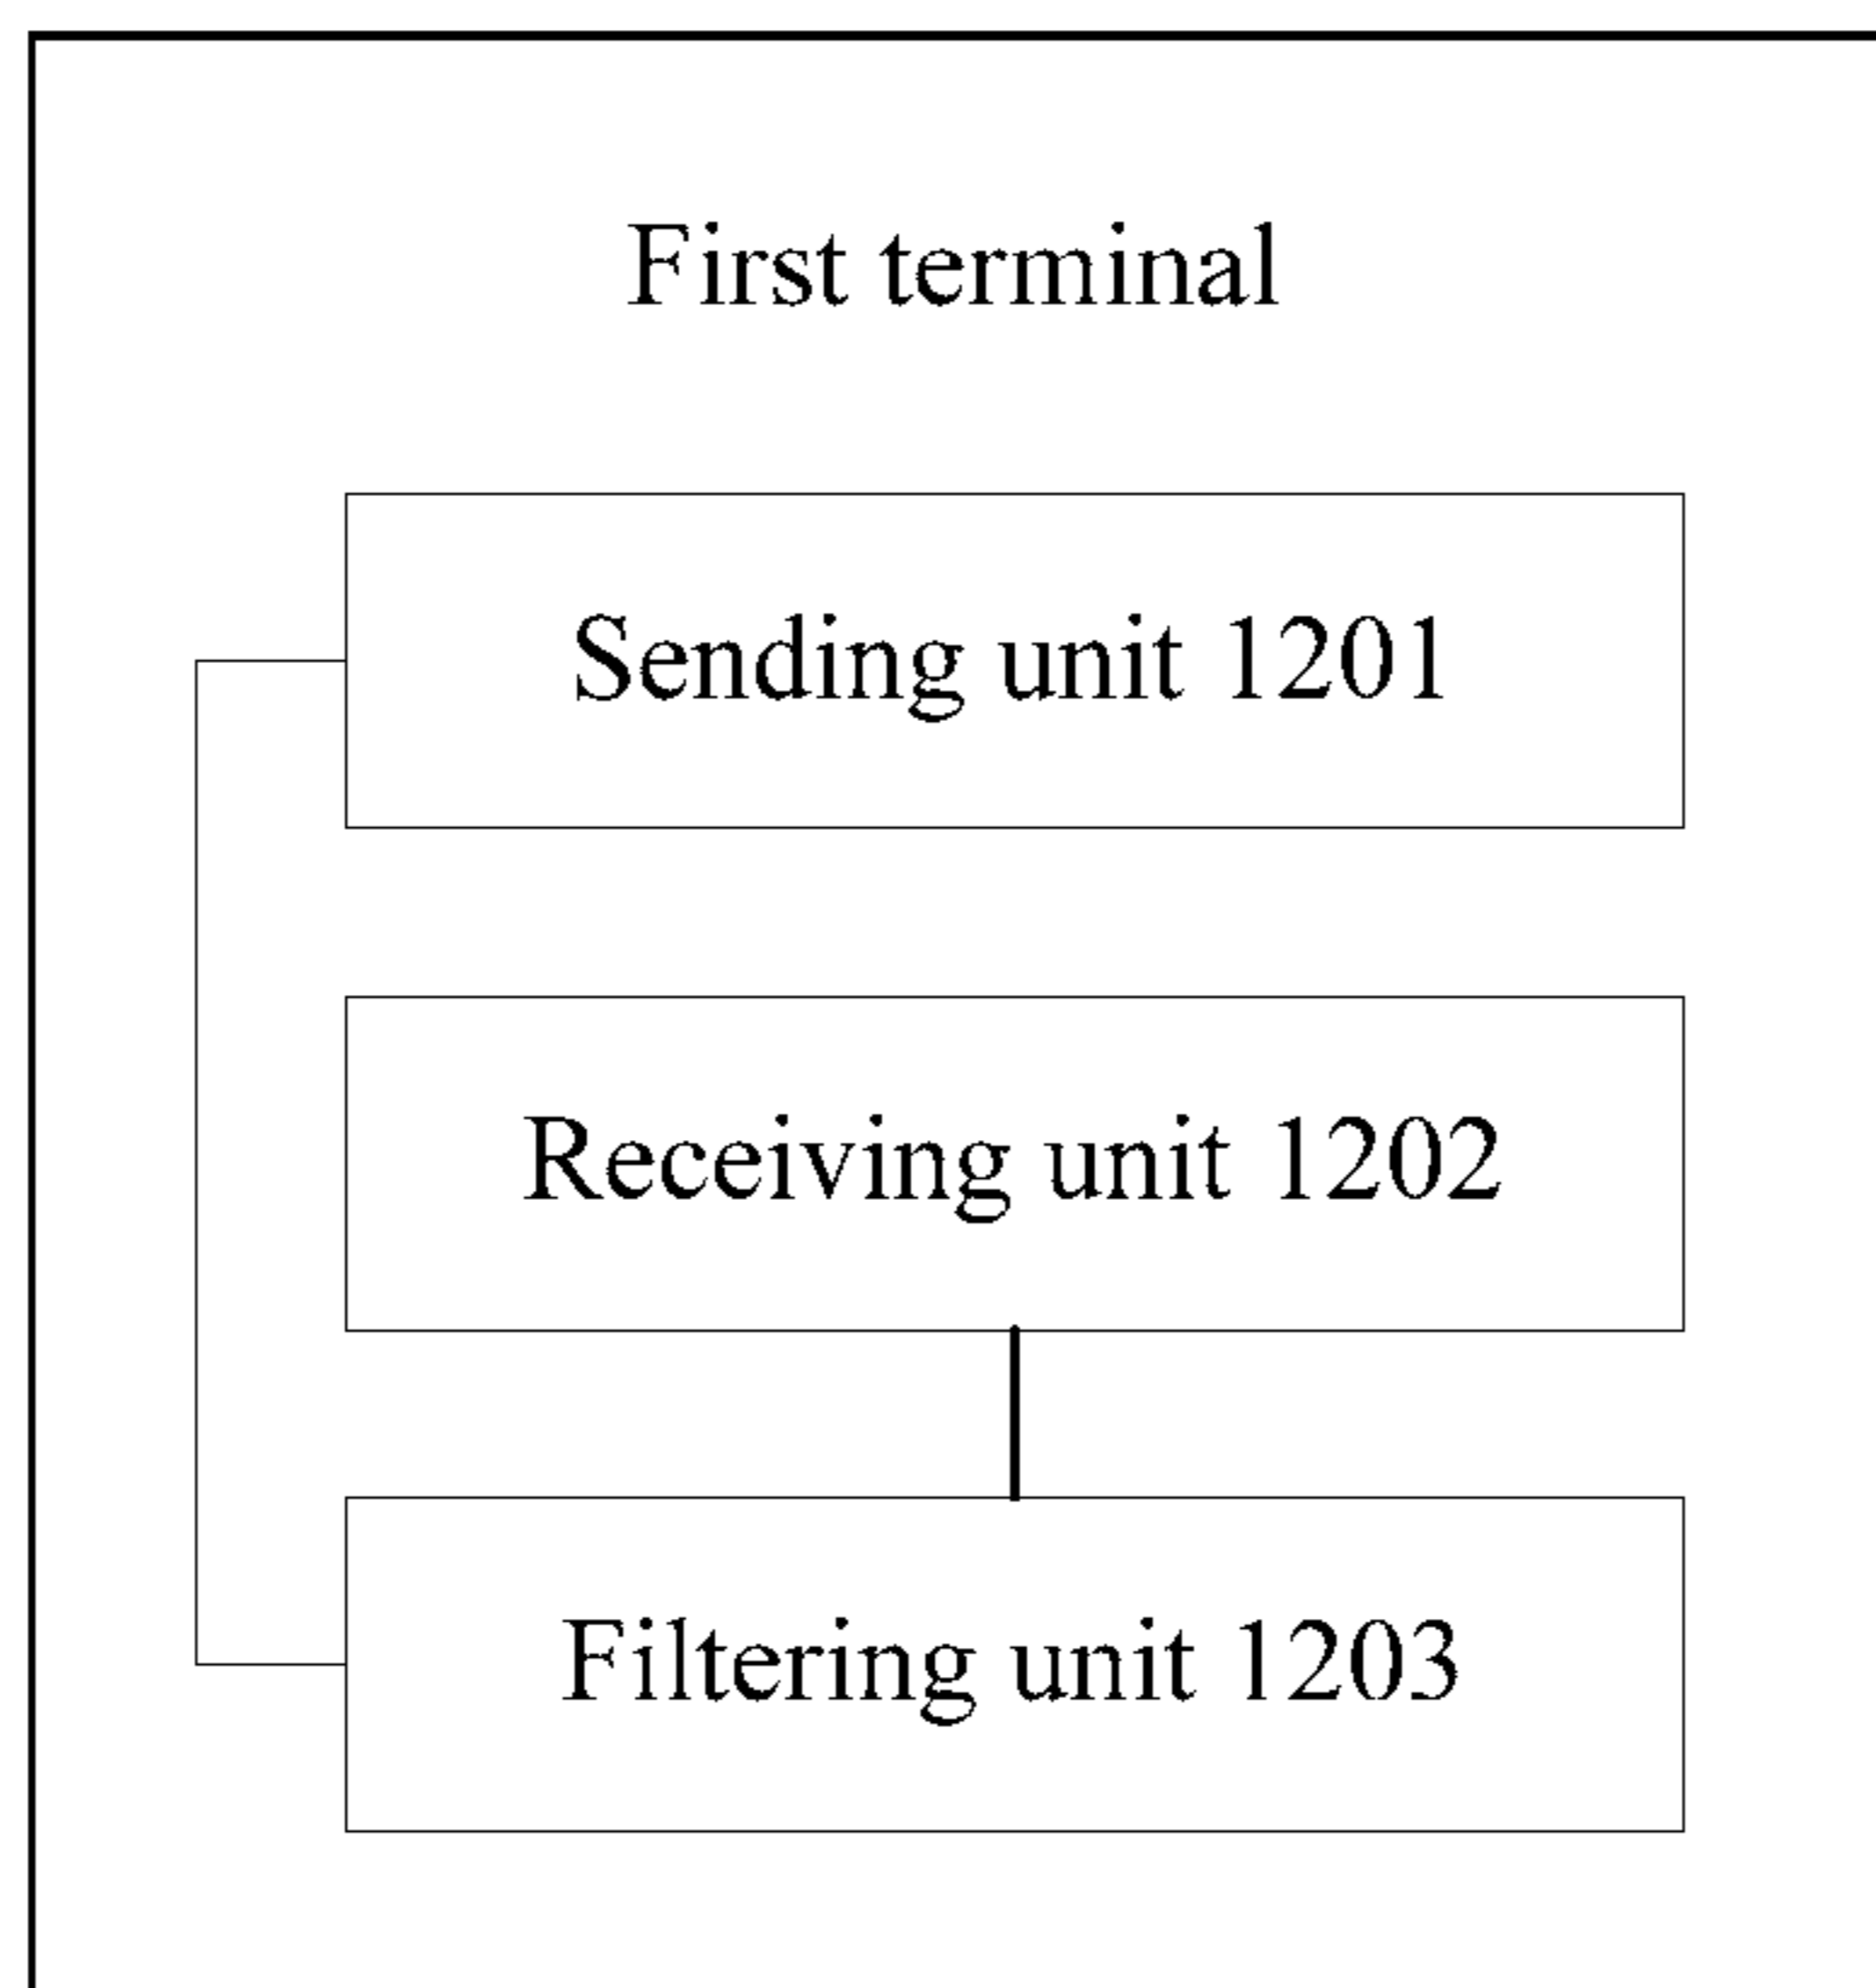 First terminal
Sending unit 1201
Receiving unit 1202
Filtering unit 1203